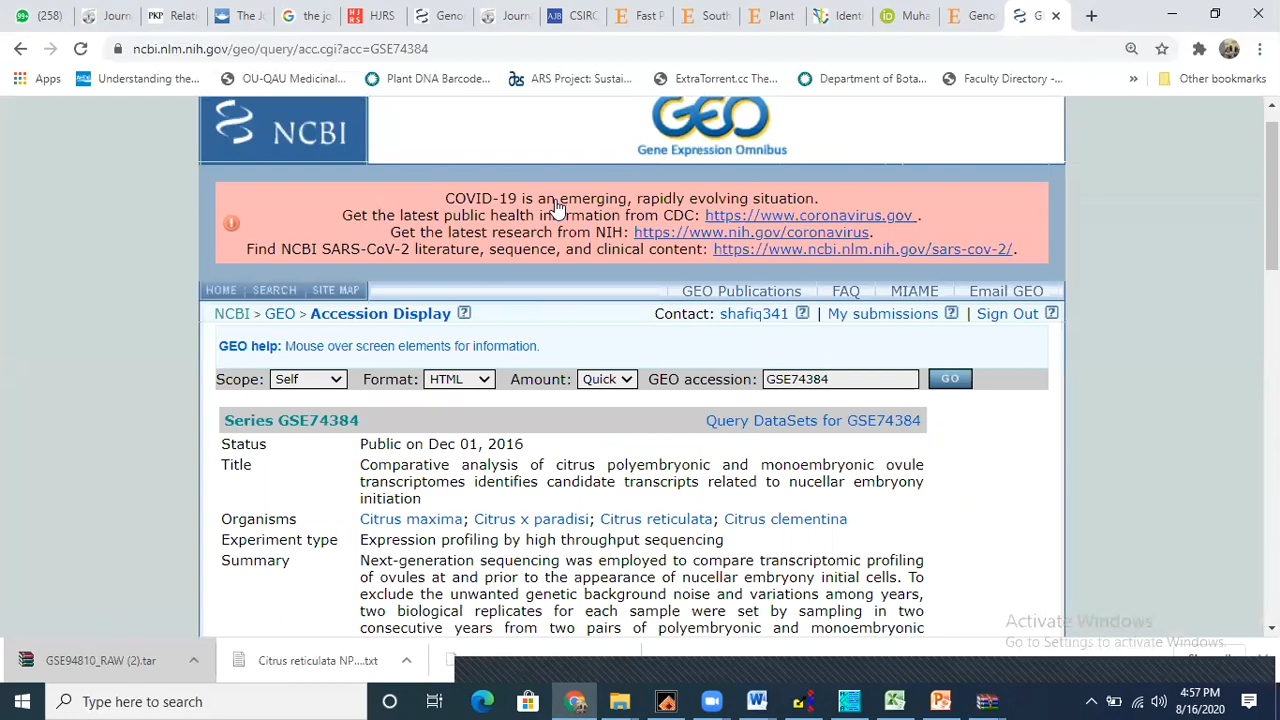 (258)
Journ
PKP Relati
The Jo
the jo
HJRS
Geno
Journ
AJB CSIRC
Fast P
South
Plant
Identi
iD Muha
Geno
G
ncbi.nlm.nih.gov/geo/query/acc.cgi?acc=GSE74384
Apps
Understanding the...
OU-QAU Medicinal...
Plant DNA Barcode...
ARS Project: Sustai...
ExtraTorrent.cc The...
Department of Bota...
Faculty Directory -...
»
Other bookmarks
NCBI
GEO
Gene Expression Omnibus
COVID-19 is an emerging, rapidly evolving situation.
Get the latest public health information from CDC: https://www.coronavirus.gov .
Get the latest research from NIH: https://www.nih.gov/coronavirus.
Find NCBI SARS-CoV-2 literature, sequence, and clinical content: https://www.ncbi.nlm.nih.gov/sars-cov-2/.
HOME SEARCH SITE MAP
GEO Publications FAQ MIAME Email GEO
NCBI > GEO > Accession Display ?
Contact: shafiq341 ? | My submissions ? | Sign Out ?
GEO help: Mouse over screen elements for information.
Scope: Self Format: HTML Amount: Quick GEO accession: GSE74384 GO
Series GSE74384 Query DataSets for GSE74384
Status Public on Dec 01, 2016
Title Comparative analysis of citrus polyembryonic and monoembryonic ovule
transcriptomes identifies candidate transcripts related to nucellar embryony
initiation
Organisms Citrus maxima; Citrus x paradisi; Citrus reticulata; Citrus clementina
Experiment type Expression profiling by high throughput sequencing
Summary Next-generation sequencing was employed to compare transcriptomic profiling
of ovules at and prior to the appearance of nucellar embryony initial cells. To
exclude the unwanted genetic background noise and variations among years,
two biological replicates for each sample were set by sampling in two
consecutive years from two pairs of polyembryonic and monoembryonic
Activate Windows
Go to Settings to activate Windows.
GSE94810_RAW (2).tar
Citrus reticulata NP....txt
Type here to search
4:57 PM
8/16/2020